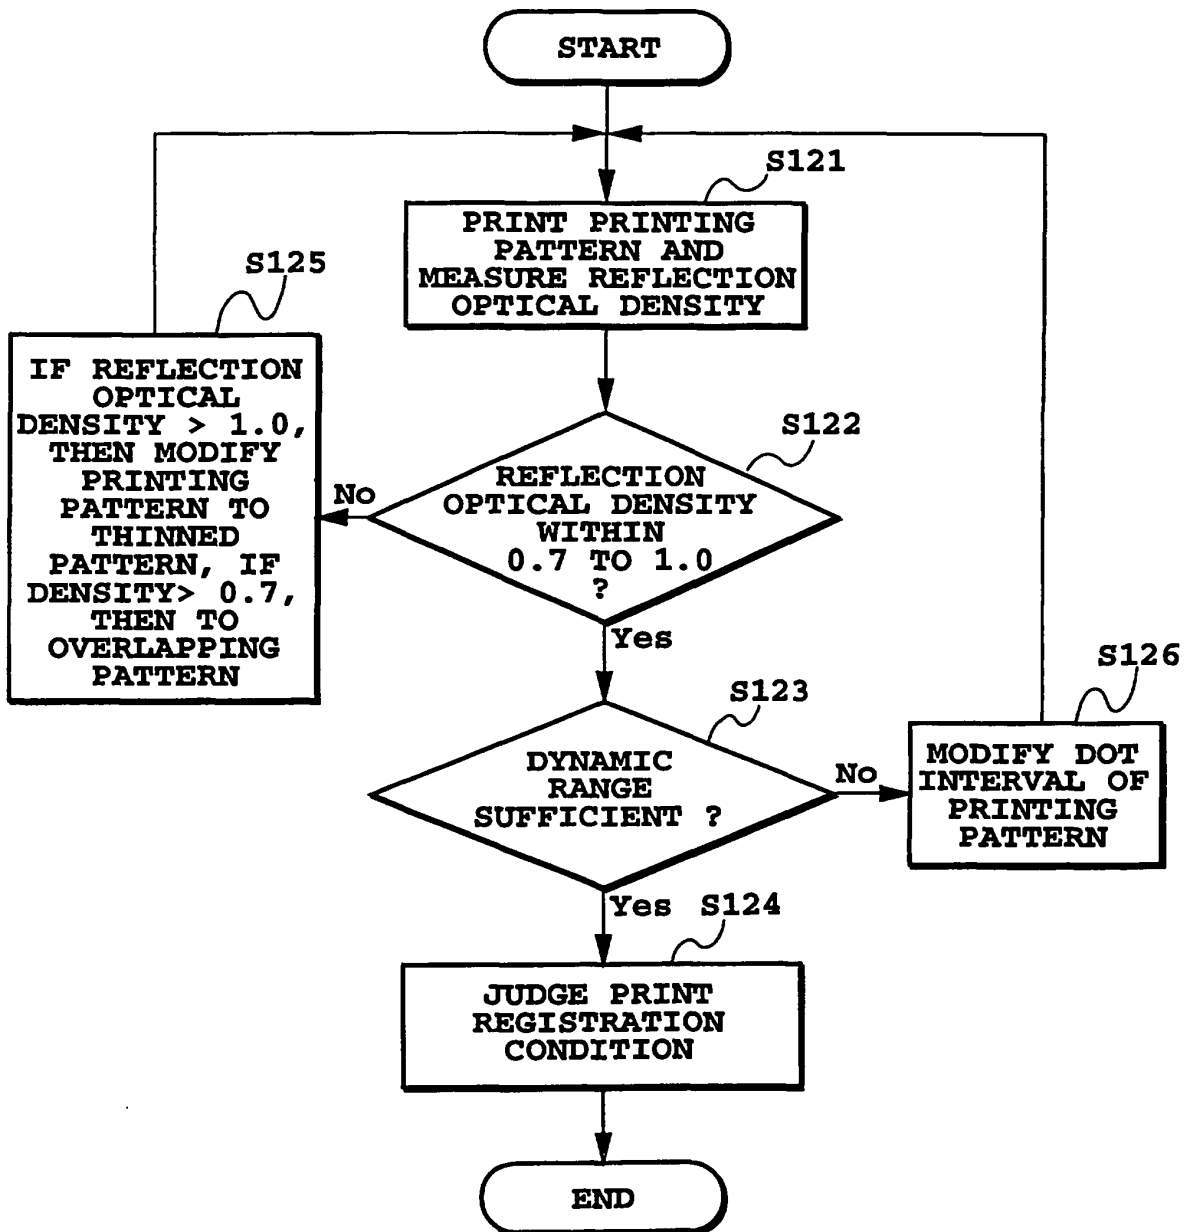 START
S121
PRINT PRINTING
PATTERN AND
MEASURE REFLECTION
OPTICAL DENSITY
S125
IF REFLECTION
OPTICAL
DENSITY > 1.0,
THEN MODIFY
PRINTING
PATTERN TO
THINNED
PATTERN, IF
DENSITY> 0.7,
THEN TO
OVERLAPPING
PATTERN
S122
REFLECTION
OPTICAL DENSITY
WITHIN
0.7 TO 1.0
?
No
Yes
S123
DYNAMIC
RANGE
SUFFICIENT ?
No
S126
MODIFY DOT
INTERVAL OF
PRINTING
PATTERN
Yes
S124
JUDGE PRINT
REGISTRATION
CONDITION
END